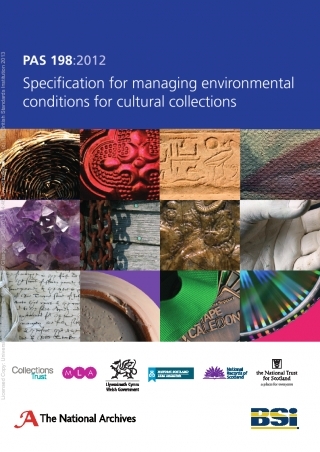 PAS 198:2012
Specification for managing environmental
conditions for cultural collections
Collections
Trust
M L A
Llywodraeth Cymru
Welsh Government
National
Records of
Scotland
the National Trust
for Scotland
a place for everyone
The National Archives
BSi